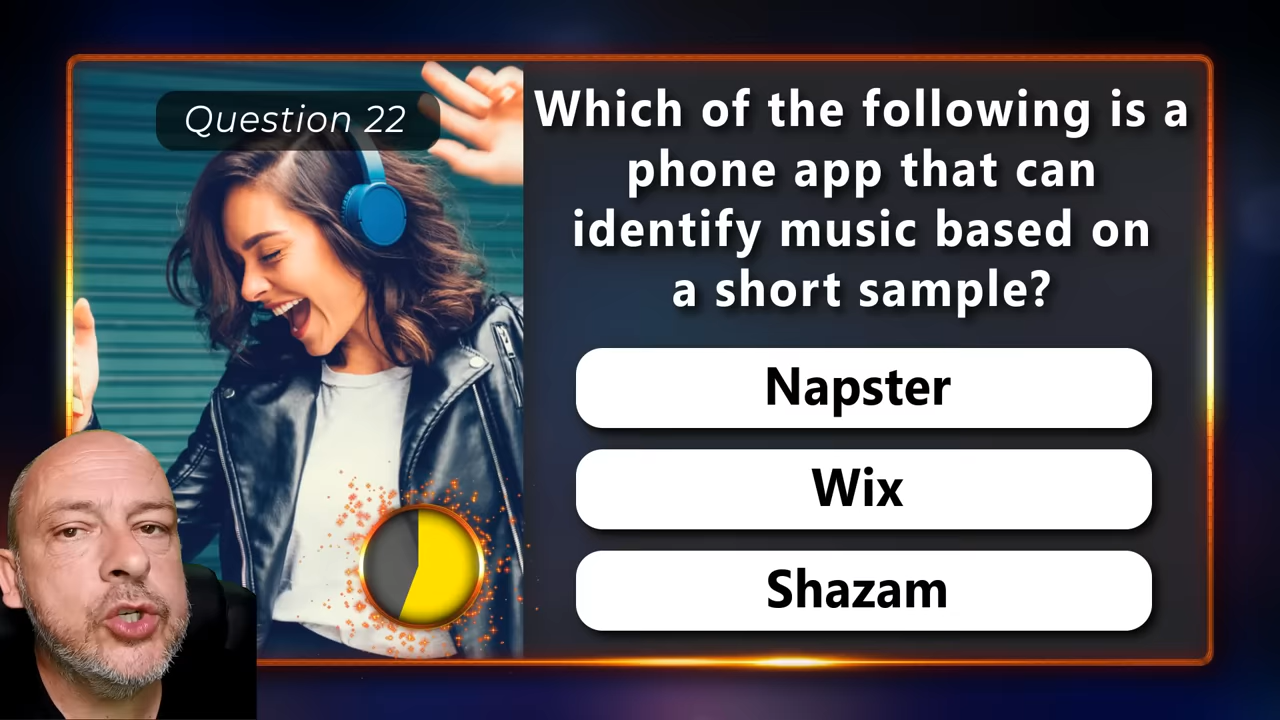 Question 22
Which of the following is a
phone app that can
identify music based on
a short sample?
Napster
Wix
Shazam